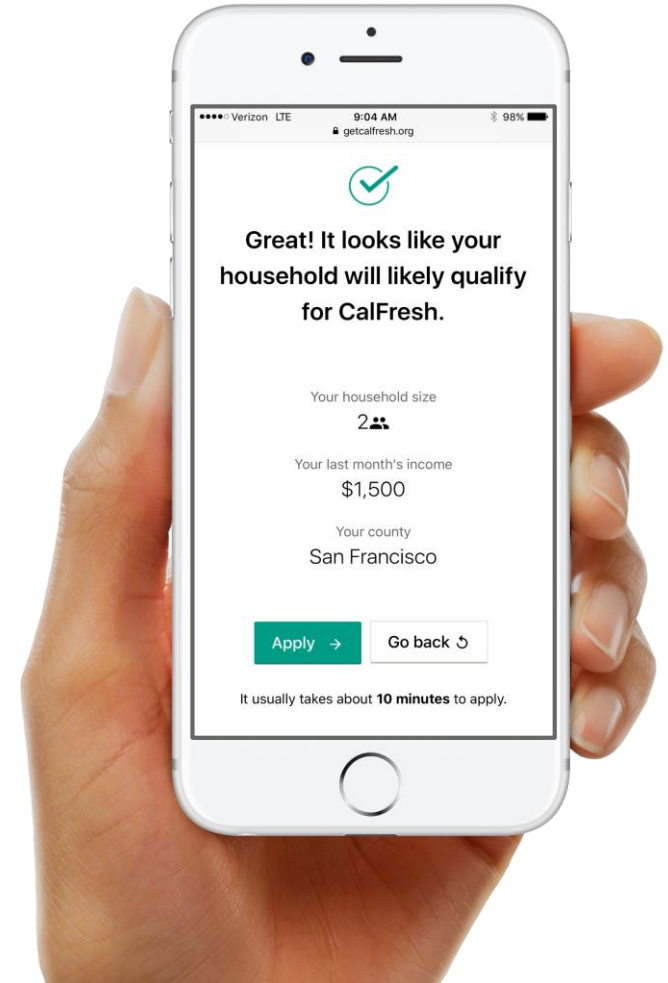 Verizon LTE 9:04 AM 98%
getcalfresh.org
Great! It looks like your
household will likely qualify
for CalFresh.
Your household size
2
Your last month's income
$1,500
Your county
San Francisco
Apply → Go back
It usually takes about 10 minutes to apply.